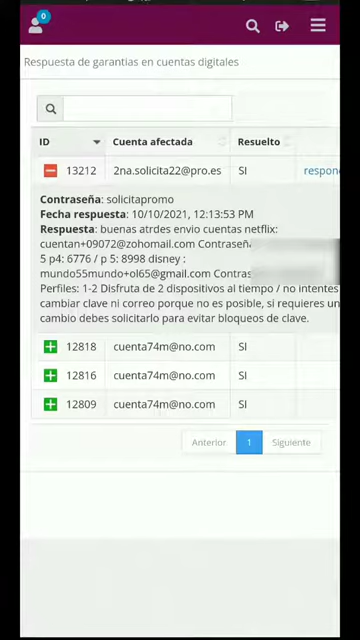 0
Respuesta de garantias en cuentas digitales
ID Cuenta afectada Resuelto
13212 2na.solicita22@pro.es SI respon
Contraseña: solicitapromo
Fecha respuesta: 10/10/2021, 12:13:53 PM
Respuesta: buenas atrdes envio cuentas netflix:
cuentan+09072@zohomail.com Contraseña
5 p4: 6776 / p 5: 8998 disney :
mundo55mundo+ol65@gmail.com Contras
Perfiles: 1-2 Disfruta de 2 dispositivos al tiempo / no intentes
cambiar clave ni correo porque no es posible, si requieres un
cambio debes solicitarlo para evitar bloqueos de clave.
12818 cuenta74m@no.com SI
12816 cuenta74m@no.com SI
12809 cuenta74m@no.com SI
Anterior 1 Siguiente